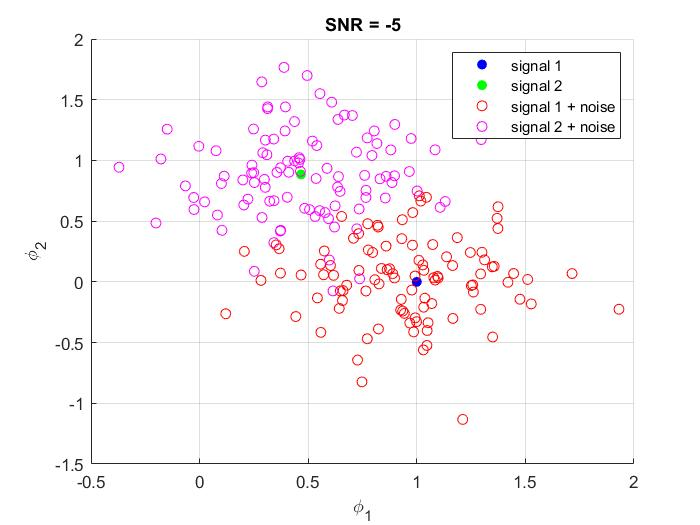 SNR = -5
2
1.5
1
0.5
0
-0.5
-1
-1.5
ϕ2
signal 1
signal 2
signal 1 + noise
signal 2 + noise
-0.5 0 0.5 1 1.5 2
ϕ1